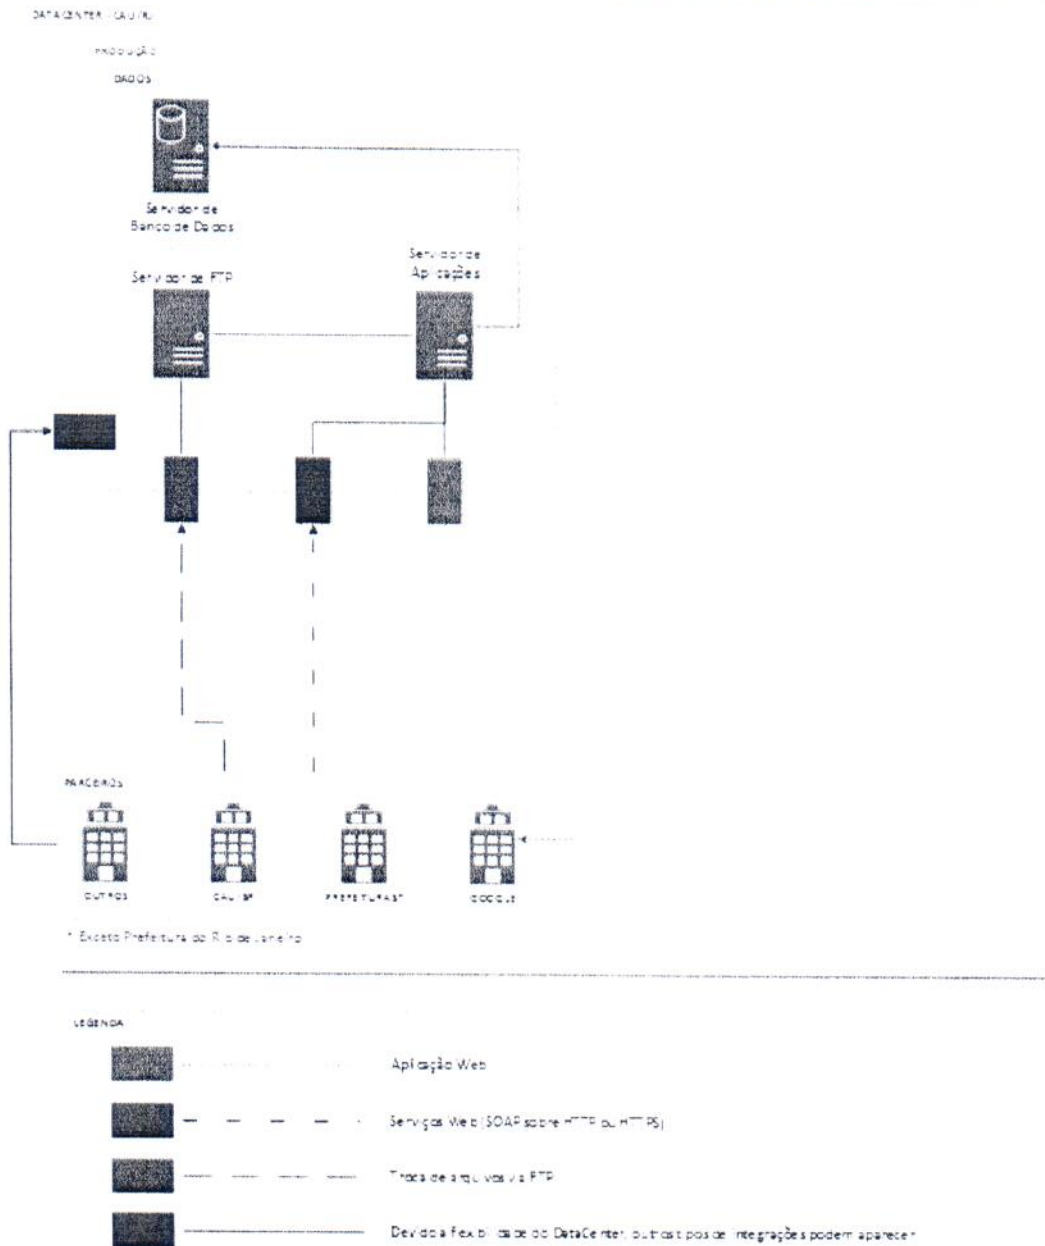 DATACENTER - CAU/RJ
PRODUÇÃO
DADOS
Servidor de
Banco de Dados
Servidor de FTP
Servidor de
Aplicações
PARCEIROS
OUTROS
PREFEITURAS*
GOOGLE
* Exceto Prefeitura do Rio de Janeiro
LEGENDA
Aplicação Web
Serviços Web (SOAP sobre HTTP ou HTTPS)
Troca de arquivos via FTP
Devido a flexibilidade do DataCenter, outros tipos de integrações podem aparecer